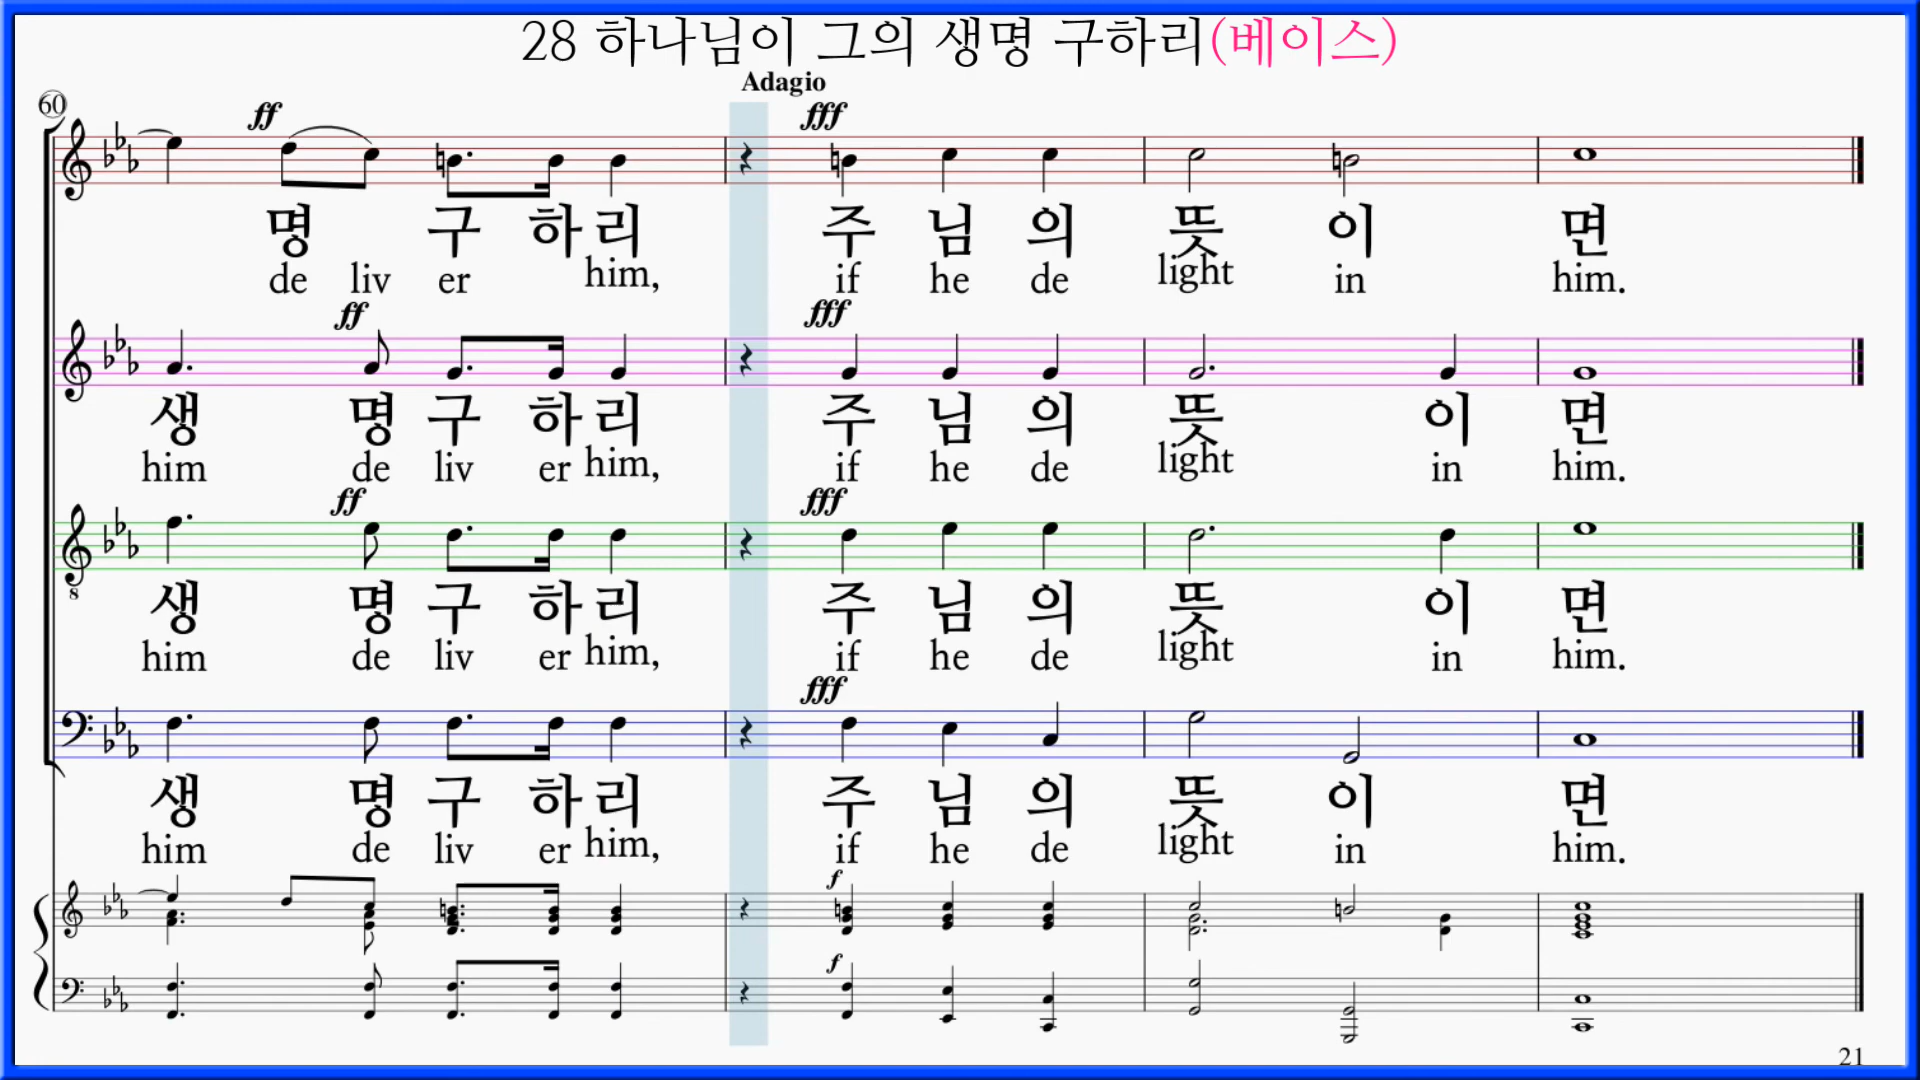 28 하나님이 그의 생명 구하리(베이스)
Adagio
60
ff fff
명 구 하 리 주 님 의 뜻 이 면
de liv er him, if he de light in him.
ff fff
생 명 구 하 리 주 님 의 뜻 이 면
him de liv er him, if he de light in him.
ff fff
8
생 명 구 하 리 주 님 의 뜻 이 면
him de liv er him, if he de light in him.
fff
생 명 구 하 리 주 님 의 뜻 이 면
him de liv er him, if he de light in him.
f
f
21